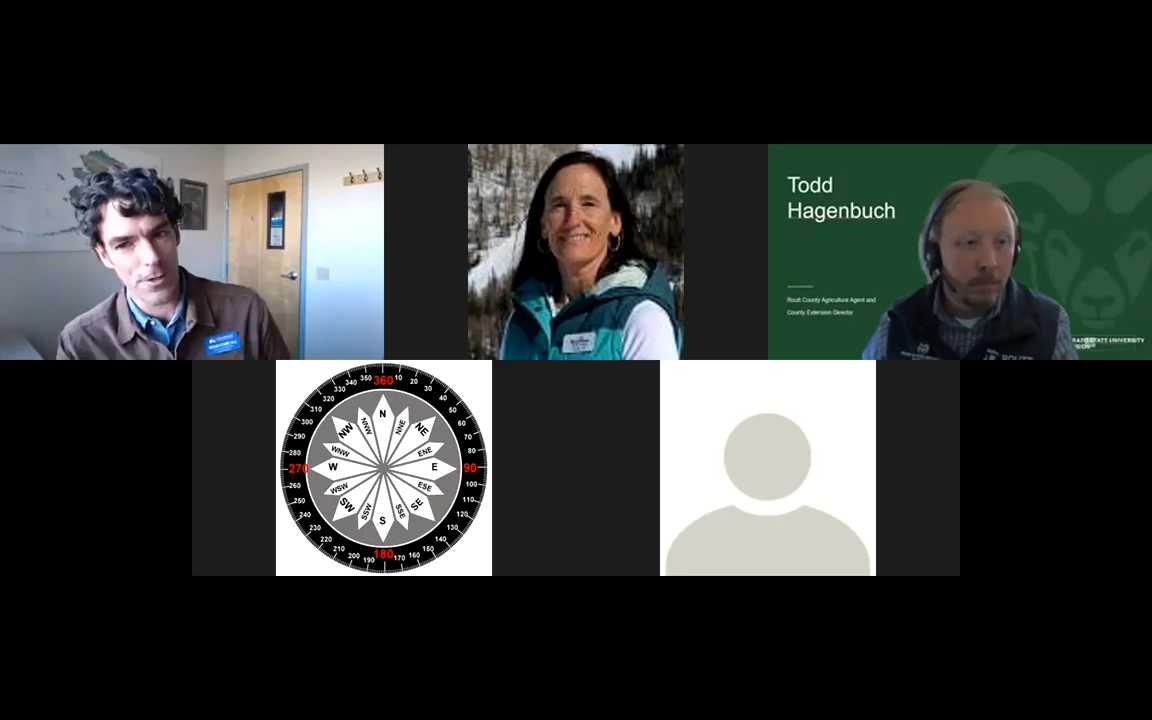 Todd
Hagenbuch
Routt County Agriculture Agent and
County Extension Director
STATE UNIVERSITY
360
10
20
30
40
50
60
70
80
90
100
110
120
130
140
150
160
170
180
190
200
210
220
230
240
250
260
270
280
290
300
310
320
330
340
350
N
NNE
NE
ENE
E
ESE
SE
SSE
S
SSW
SW
WSW
W
WNW
NW
NNW